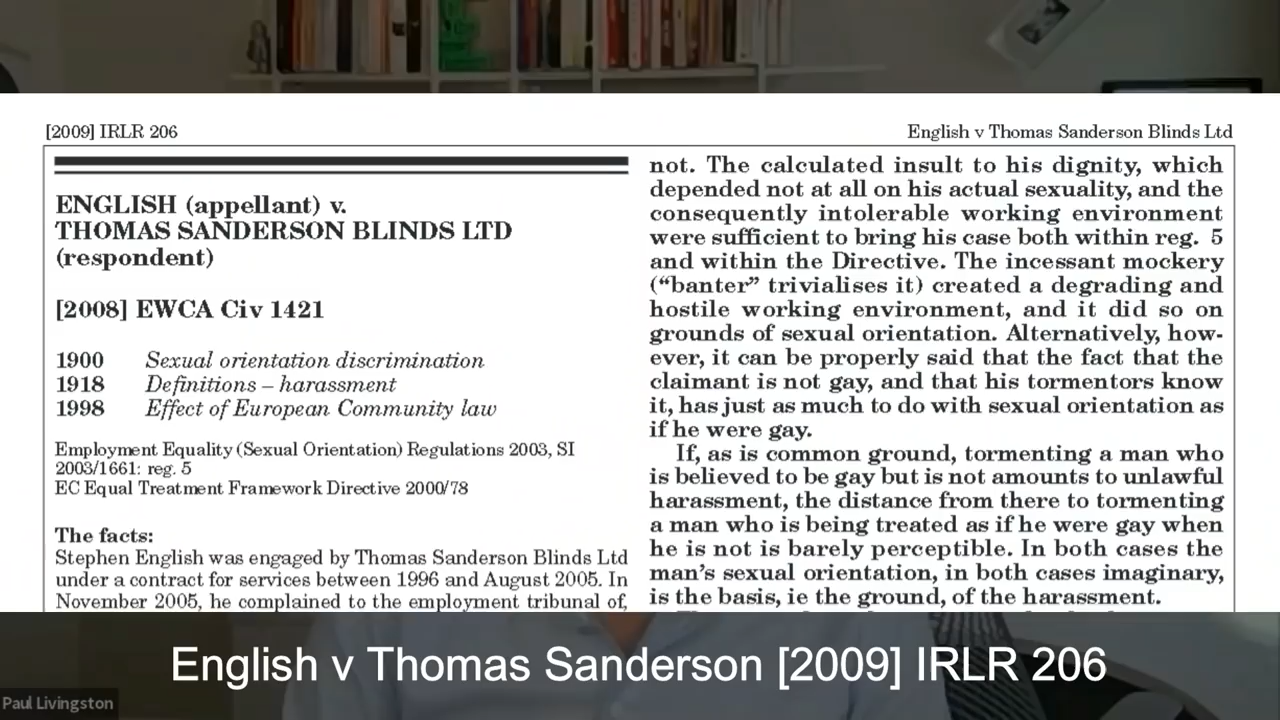 [2009] IRLR 206
English v Thomas Sanderson Blinds Ltd
ENGLISH (appellant) v.
THOMAS SANDERSON BLINDS LTD
(respondent)
[2008] EWCA Civ 1421
1900 Sexual orientation discrimination
1918 Definitions – harassment
1998 Effect of European Community law
Employment Equality (Sexual Orientation) Regulations 2003, SI
2003/1661: reg. 5
EC Equal Treatment Framework Directive 2000/78
The facts:
Stephen English was engaged by Thomas Sanderson Blinds Ltd
under a contract for services between 1996 and August 2005. In
November 2005, he complained to the employment tribunal of,
not. The calculated insult to his dignity, which
depended not at all on his actual sexuality, and the
consequently intolerable working environment
were sufficient to bring his case both within reg. 5
and within the Directive. The incessant mockery
(“banter” trivialises it) created a degrading and
hostile working environment, and it did so on
grounds of sexual orientation. Alternatively, how-
ever, it can be properly said that the fact that the
claimant is not gay, and that his tormentors know
it, has just as much to do with sexual orientation as
if he were gay.
If, as is common ground, tormenting a man who
is believed to be gay but is not amounts to unlawful
harassment, the distance from there to tormenting
a man who is being treated as if he were gay when
he is not is barely perceptible. In both cases the
man’s sexual orientation, in both cases imaginary,
is the basis, ie the ground, of the harassment.
English v Thomas Sanderson [2009] IRLR 206
Paul Livingston